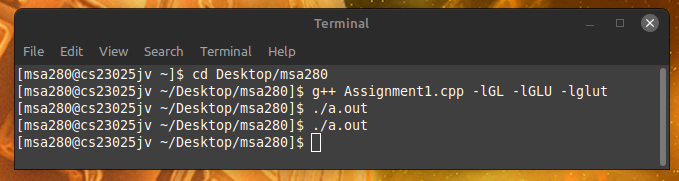 Terminal
File Edit View Search Terminal Help
[msa280@cs23025jv ~]$ cd Desktop/msa280
[msa280@cs23025jv ~/Desktop/msa280]$ g++ Assignment1.cpp -lGL -lGLU -lglut
[msa280@cs23025jv ~/Desktop/msa280]$ ./a.out
[msa280@cs23025jv ~/Desktop/msa280]$ ./a.out
[msa280@cs23025jv ~/Desktop/msa280]$